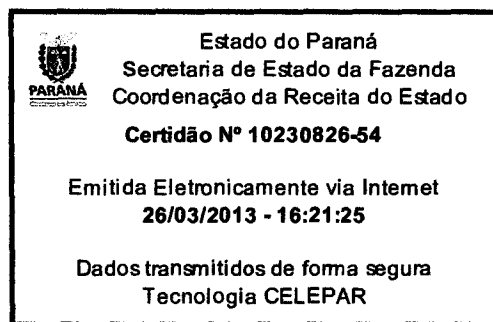 Estado do Paraná
Secretaria de Estado da Fazenda
PARANÁ
Coordenação da Receita do Estado
Certidão Nº 10230826-54
Emitida Eletronicamente via Internet
26/03/2013 - 16:21:25
Dados transmitidos de forma segura
Tecnologia CELEPAR